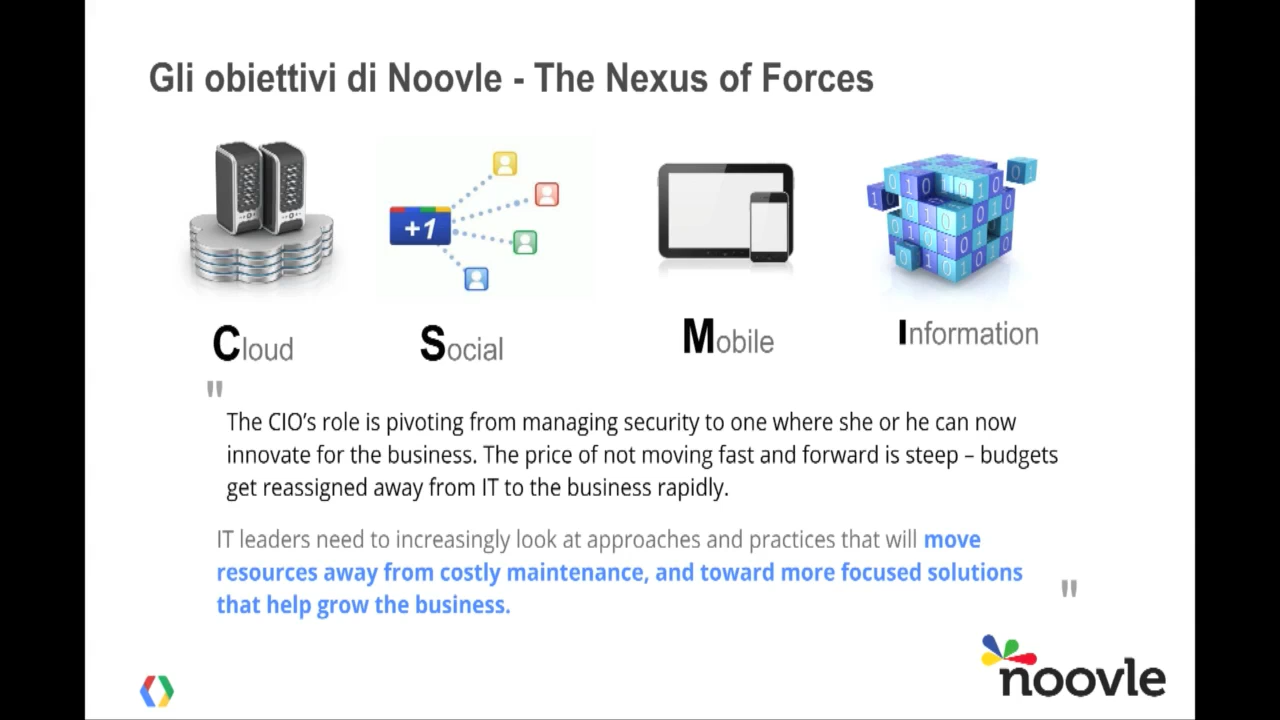 Gli obiettivi di Noovle - The Nexus of Forces
+1
Cloud
Social
Mobile
Information
"
The CIO's role is pivoting from managing security to one where she or he can now
innovate for the business. The price of not moving fast and forward is steep – budgets
get reassigned away from IT to the business rapidly.
IT leaders need to increasingly look at approaches and practices that will move
resources away from costly maintenance, and toward more focused solutions
that help grow the business.
"
noovle